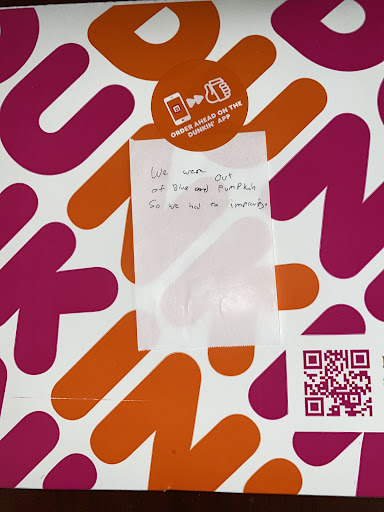 ORDER AHEAD ON THE
DUNKIN' APP
We were out
of Blue and Pumpkin
So we had to improvise